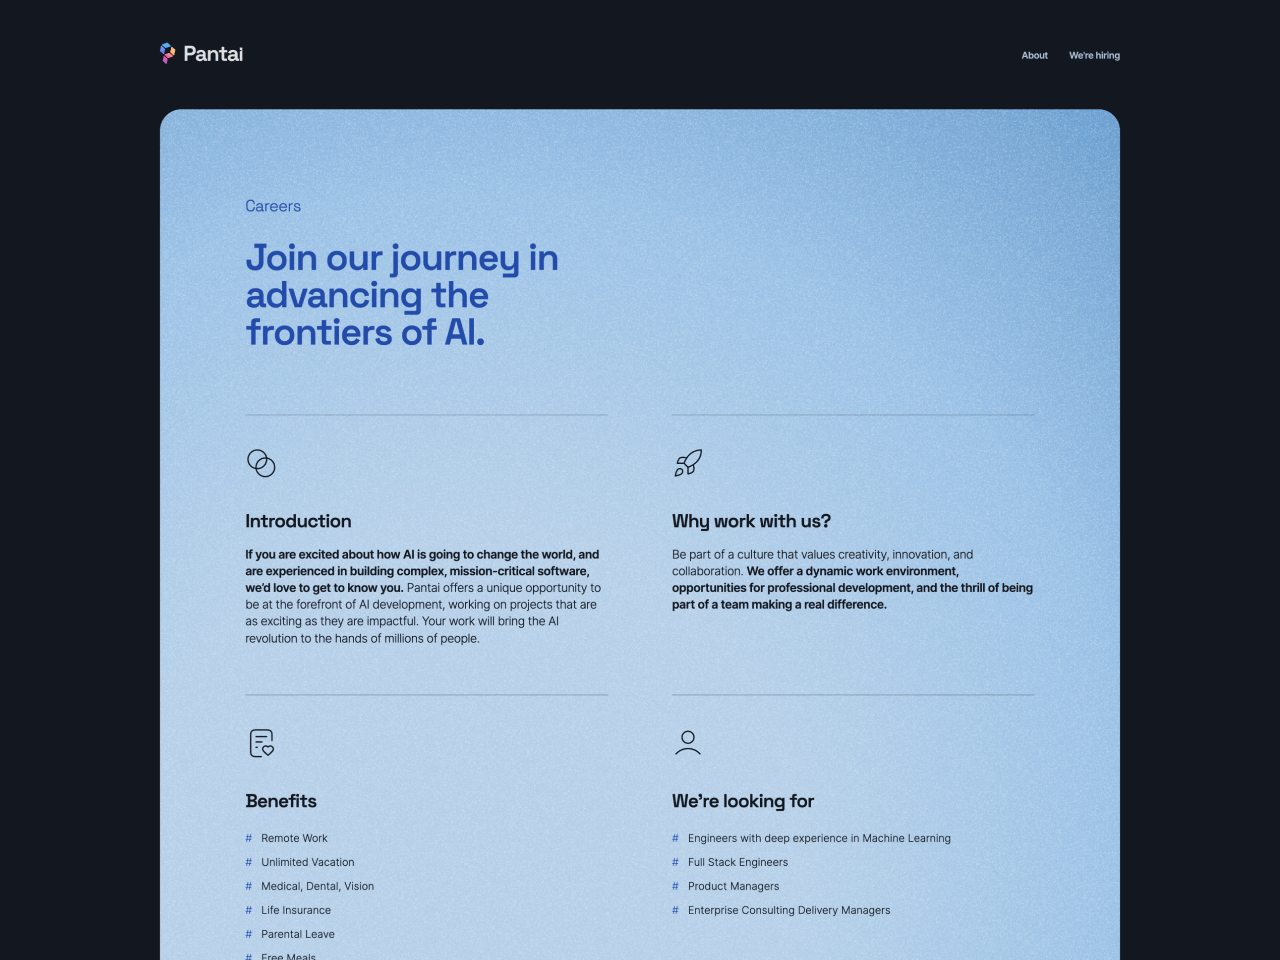 Pantai
About
We're hiring
Careers
Join our journey in
advancing the
frontiers of AI.
Introduction
If you are excited about how AI is going to change the world, and
are experienced in building complex, mission-critical software,
we'd love to get to know you. Pantai offers a unique opportunity to
be at the forefront of AI development, working on projects that are
as exciting as they are impactful. Your work will bring the AI
revolution to the hands of millions of people.
Why work with us?
Be part of a culture that values creativity, innovation, and
collaboration. We offer a dynamic work environment,
opportunities for professional development, and the thrill of being
part of a team making a real difference.
Benefits
# Remote Work
# Unlimited Vacation
# Medical, Dental, Vision
# Life Insurance
# Parental Leave
# Free Meals
We're looking for
# Engineers with deep experience in Machine Learning
# Full Stack Engineers
# Product Managers
# Enterprise Consulting Delivery Managers